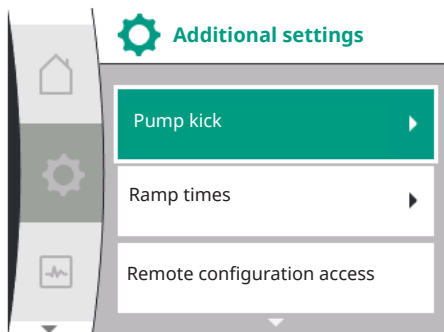 Additional settings
Pump kick
Ramp times
Remote configuration access